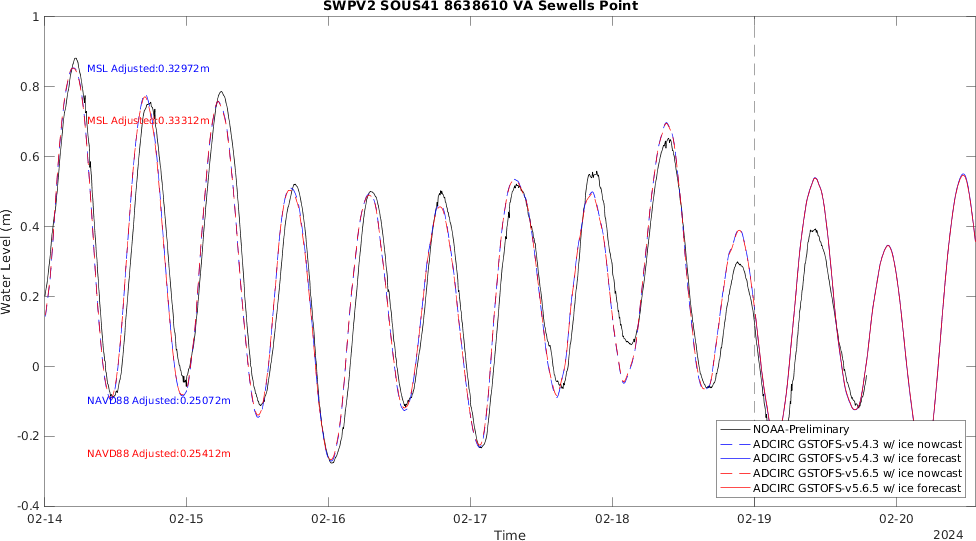 SWPV2 SOUS41 8638610 VA Sewells Point
Water Level (m)
1
0.8
0.6
0.4
0.2
0
-0.2
-0.4
MSL Adjusted:0.32972m
MSL Adjusted:0.33312m
NAVD88 Adjusted:0.25072m
NAVD88 Adjusted:0.25412m
NOAA-Preliminary
ADCIRC GSTOFS-v5.4.3 w/ ice nowcast
ADCIRC GSTOFS-v5.4.3 w/ ice forecast
ADCIRC GSTOFS-v5.6.5 w/ ice nowcast
ADCIRC GSTOFS-v5.6.5 w/ ice forecast
02-14 02-15 02-16 02-17 02-18 02-19 02-20
Time
2024